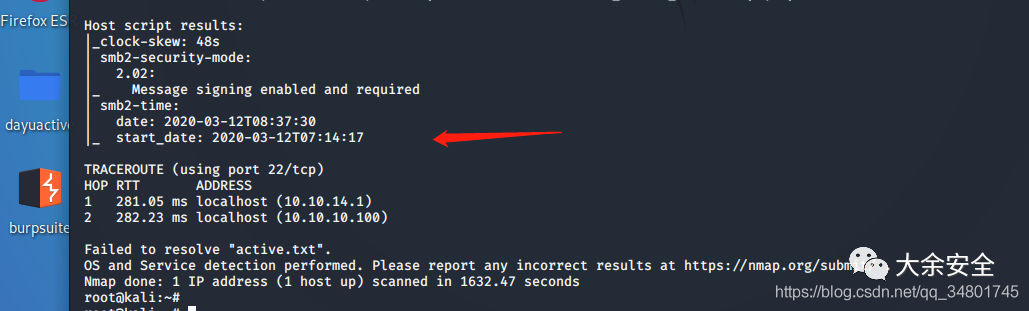 Firefox ES
dayuactive
burpsuite
Host script results:
|_clock-skew: 48s
| smb2-security-mode:
|   2.02:
|_    Message signing enabled and required
| smb2-time:
|   date: 2020-03-12T08:37:30
|_  start_date: 2020-03-12T07:14:17
TRACEROUTE (using port 22/tcp)
HOP RTT       ADDRESS
1   281.05 ms localhost (10.10.14.1)
2   282.23 ms localhost (10.10.10.100)
Failed to resolve "active.txt".
OS and Service detection performed. Please report any incorrect results at https://nmap.org/submi
Nmap done: 1 IP address (1 host up) scanned in 1632.47 seconds
root@kali:~#
root@kali:~#
大余安全
https://blog.csdn.net/qq_34801745